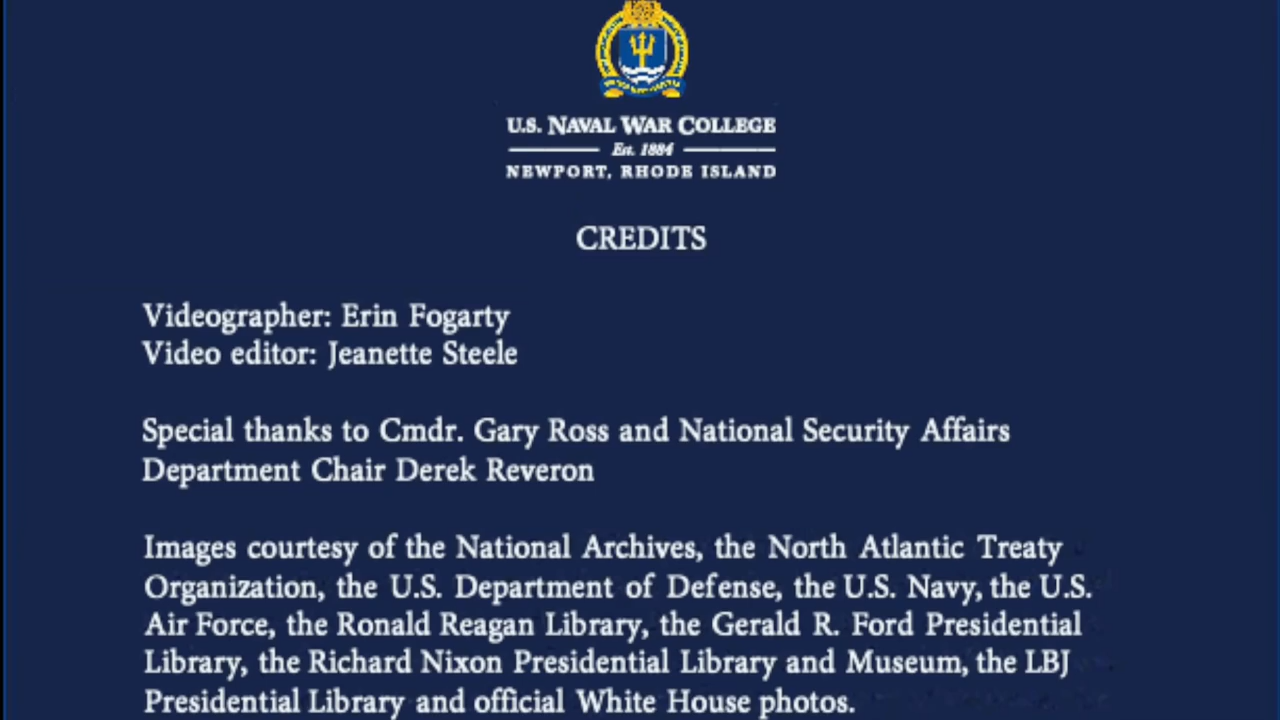 U.S. NAVAL WAR COLLEGE
Est. 1884
NEWPORT, RHODE ISLAND
CREDITS
Videographer: Erin Fogarty
Video editor: Jeanette Steele
Special thanks to Cmdr. Gary Ross and National Security Affairs
Department Chair Derek Reveron
Images courtesy of the National Archives, the North Atlantic Treaty
Organization, the U.S. Department of Defense, the U.S. Navy, the U.S.
Air Force, the Ronald Reagan Library, the Gerald R. Ford Presidential
Library, the Richard Nixon Presidential Library and Museum, the LBJ
Presidential Library and official White House photos.